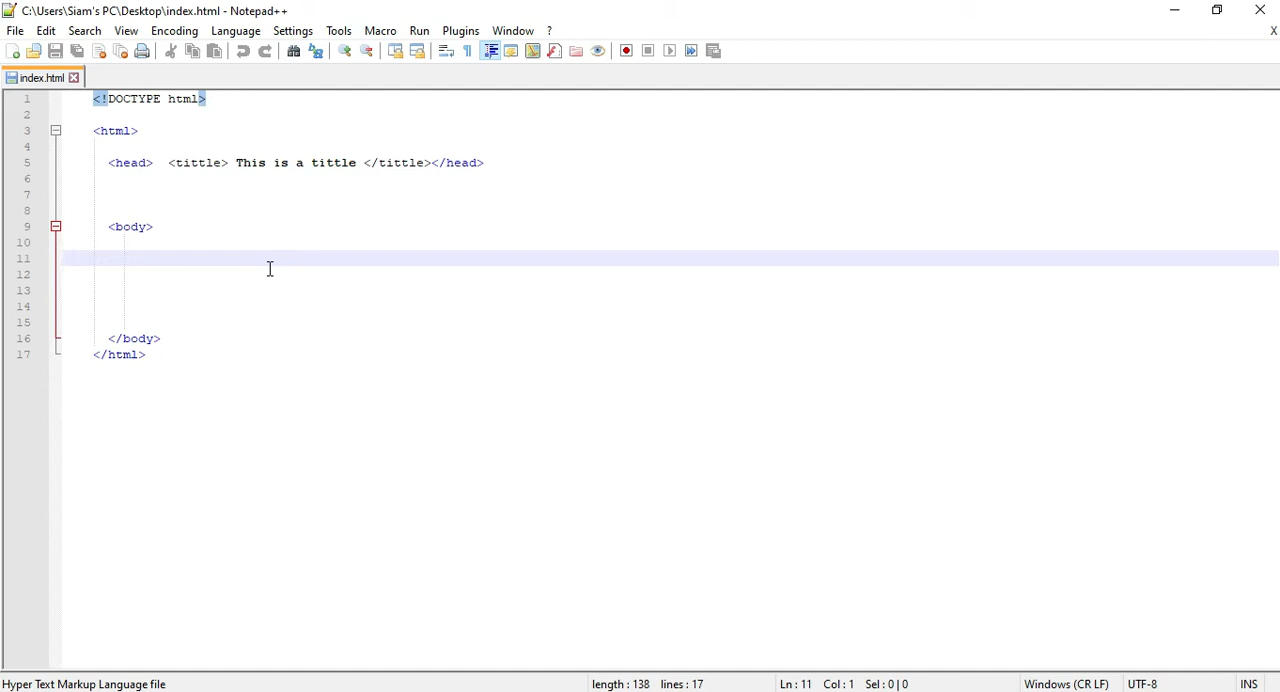 C:\Users\Siam's PC\Desktop\index.html - Notepad++
File Edit Search View Encoding Language Settings Tools Macro Run Plugins Window ? X
index.html
1 <!DOCTYPE html>
2
3 <html>
4
5 <head> <tittle> This is a tittle </tittle></head>
6
7
8
9 <body>
10
11
12
13
14
15
16 </body>
17 </html>
Hyper Text Markup Language file length : 138 lines : 17 Ln : 11 Col : 1 Sel : 0 | 0 Windows (CR LF) UTF-8 INS